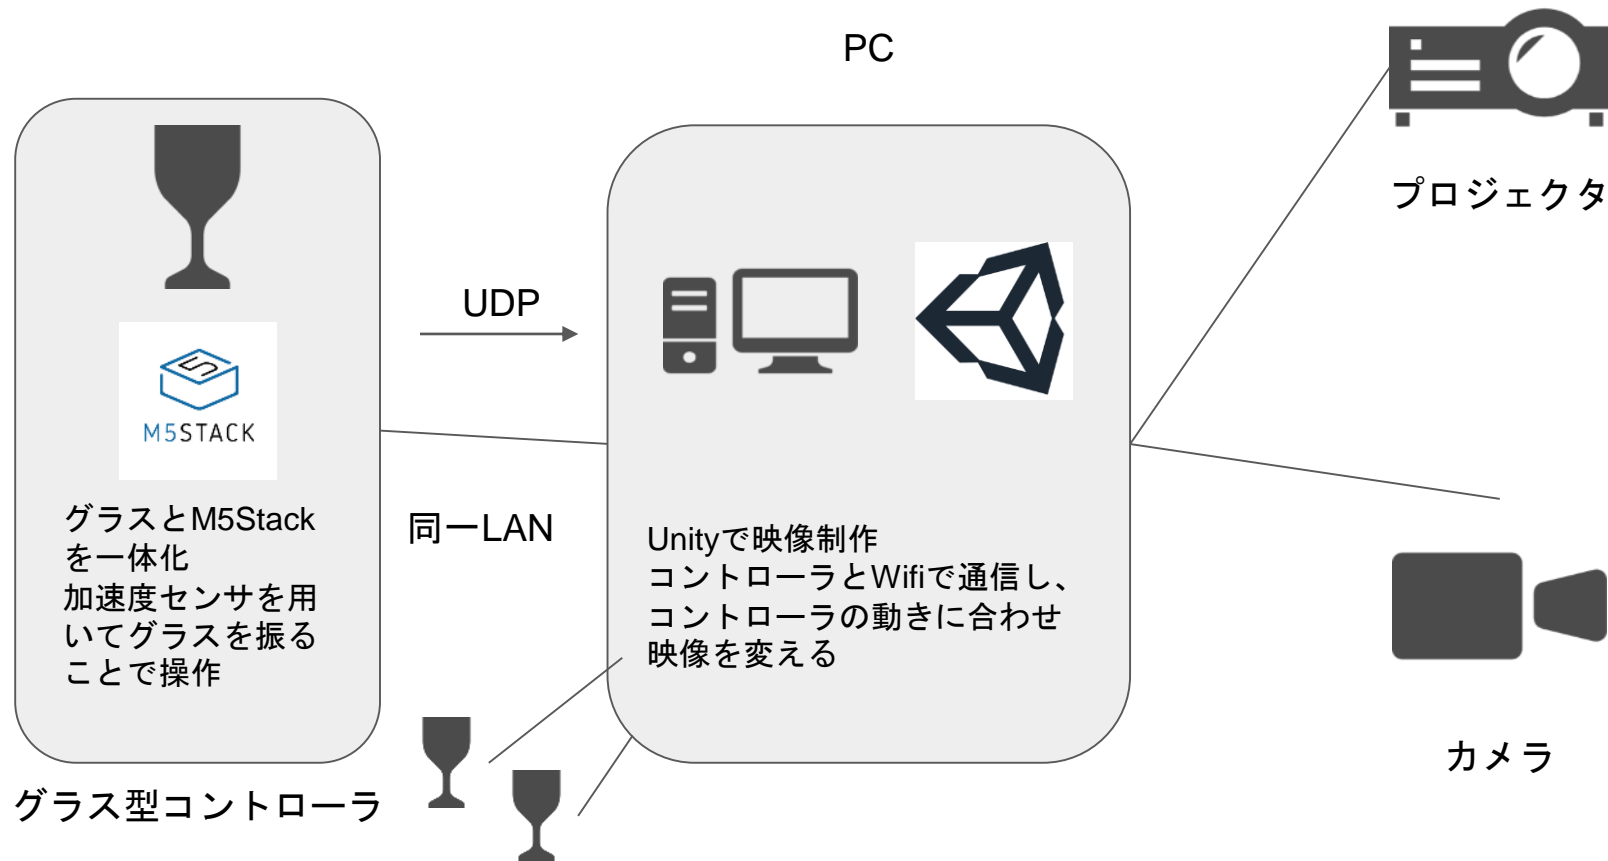 PC
プロジェクタ
UDP
M5STACK
グラスとM5Stack
を一体化
加速度センサを用
いてグラスを振る
ことで操作
同一LAN
Unityで映像制作
コントローラとWifiで通信し、
コントローラの動きに合わせ
映像を変える
カメラ
グラス型コントローラ